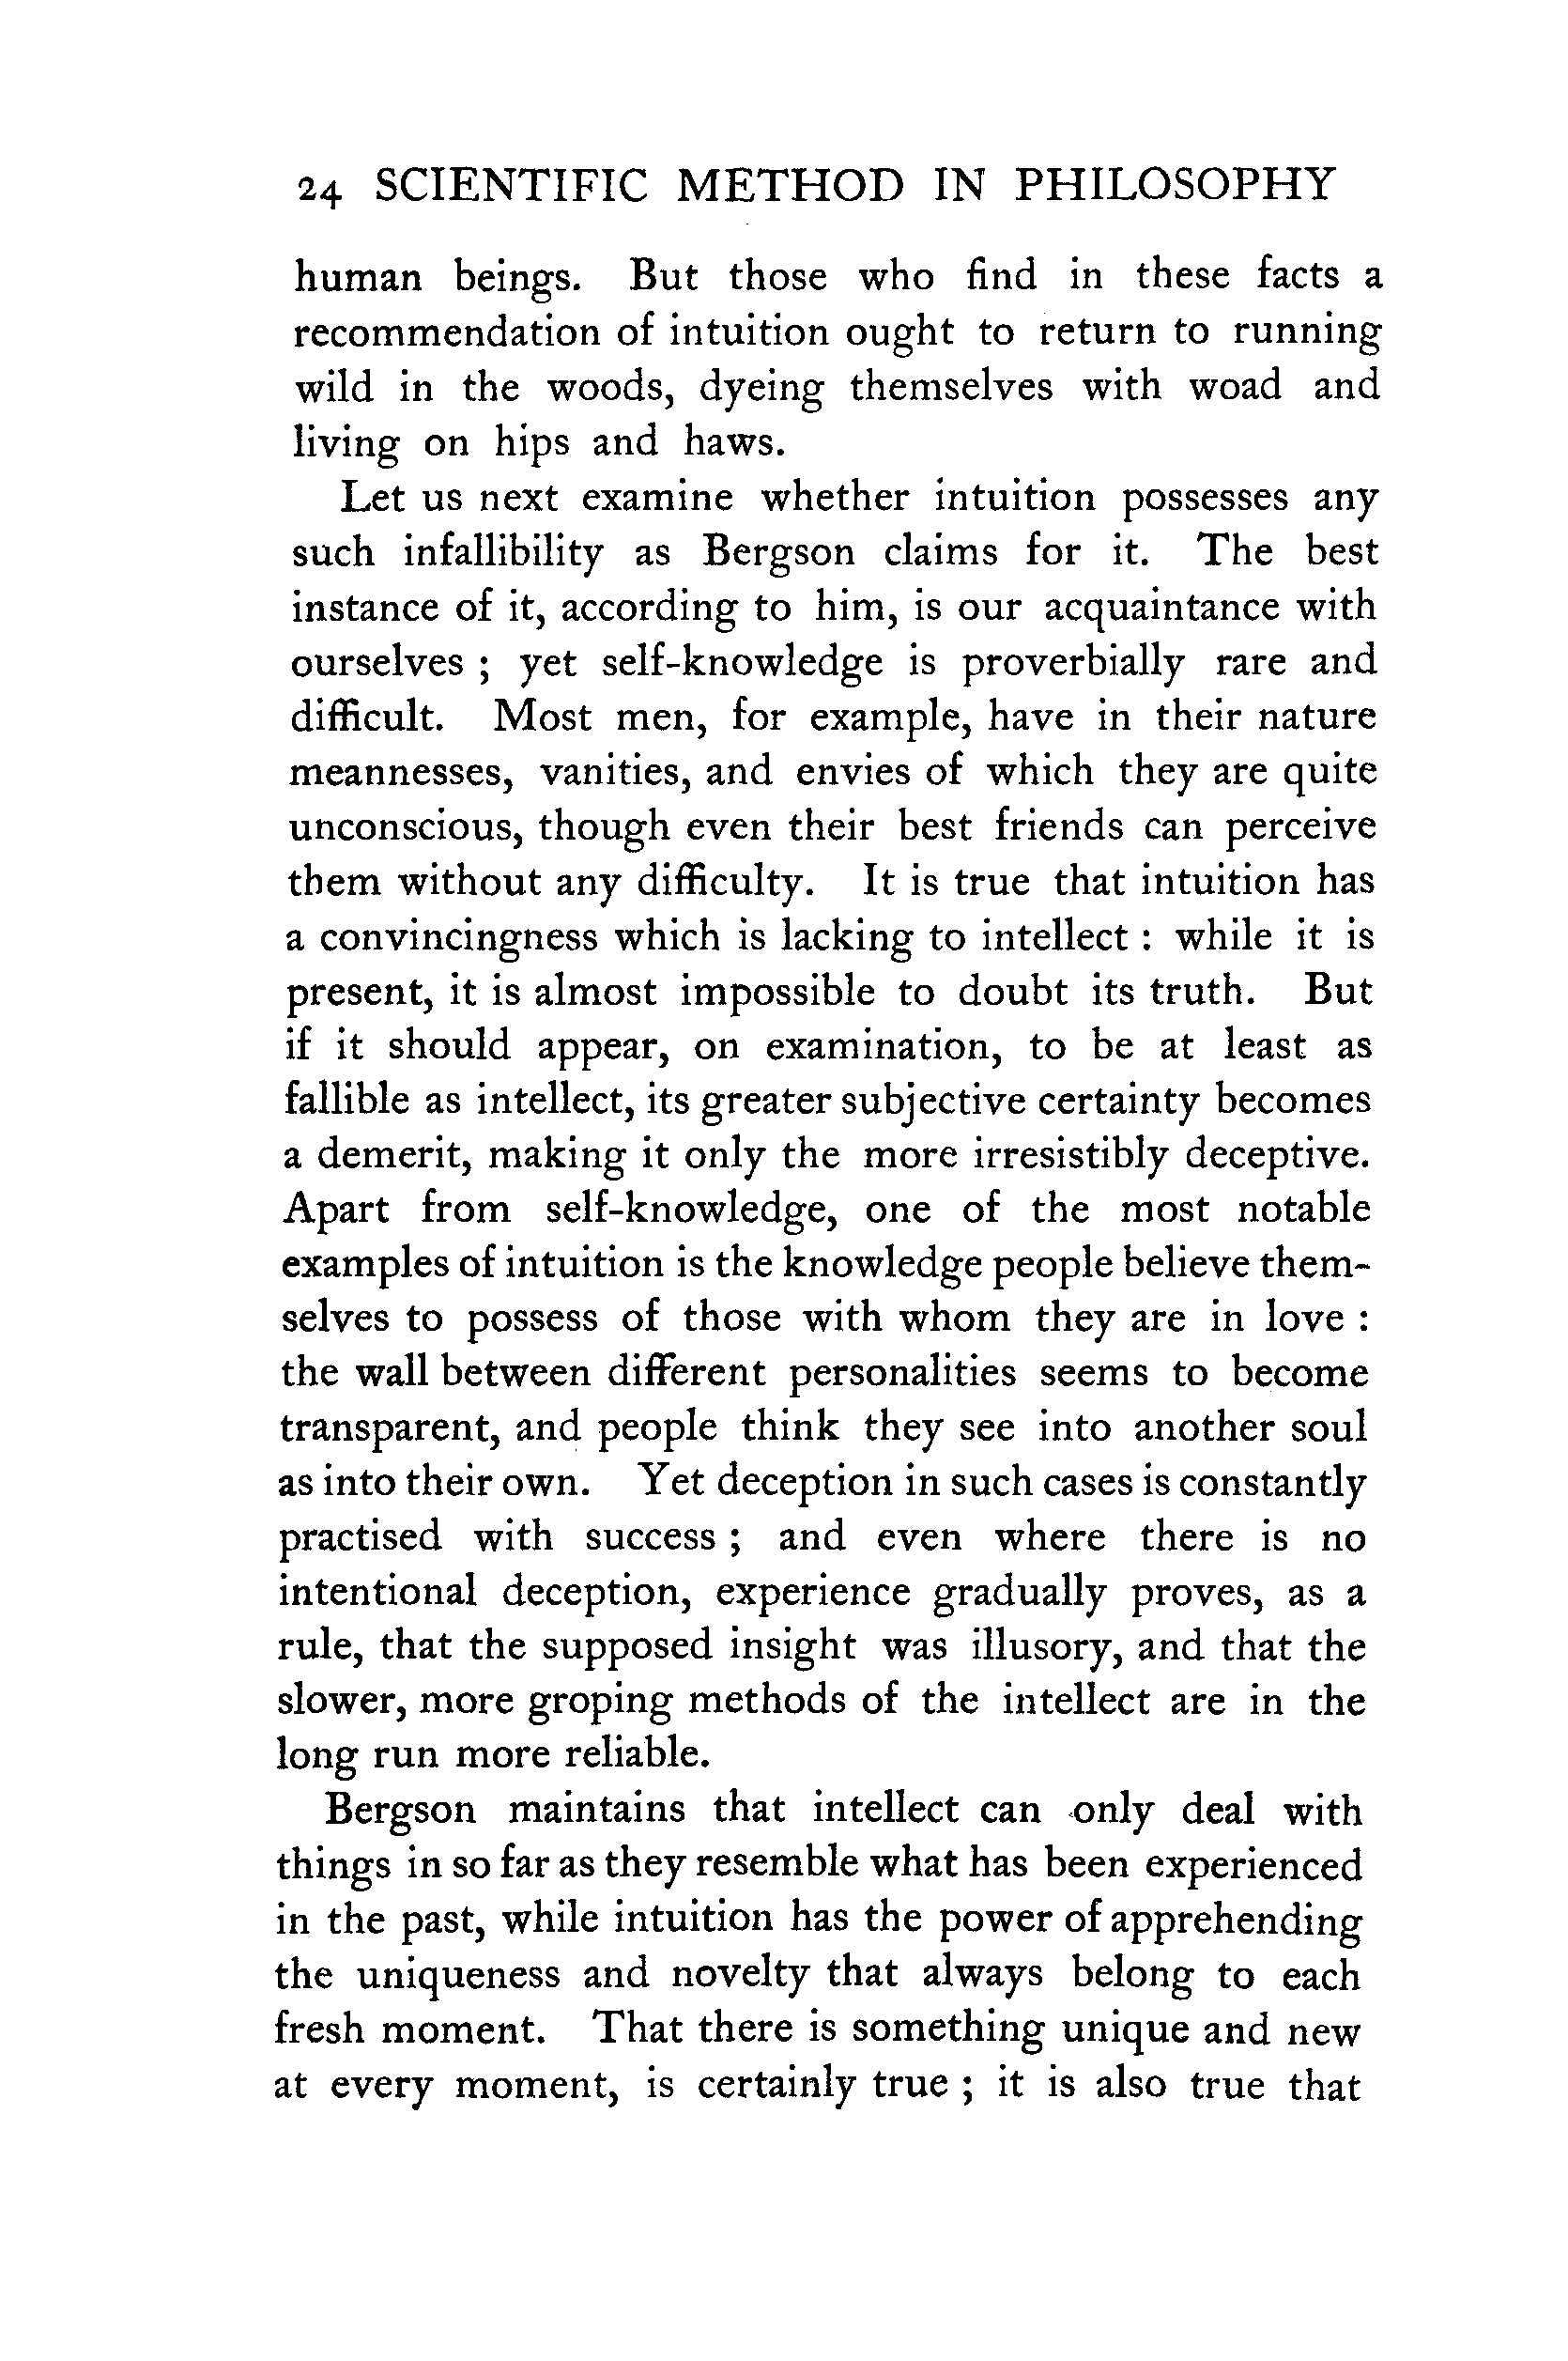 24 SCIENTIFIC METHOD IN PHILOSOPHY
human beings. But those who find in these facts a
recommendation of intuition ought to return to running
wild in the woods, dyeing themselves with woad and
living on hips and haws.
Let us next examine whether intuition possesses any
such infallibility as Bergson claims for it. The best
instance of it, according to him, is our acquaintance with
ourselves ; yet self-knowledge is proverbially rare and
difficult. Most men, for example, have in their nature
meannesses, vanities, and envies of which they are quite
unconscious, though even their best friends can perceive
them without any difficulty. It is true that intuition has
a convincingness which is lacking to intellect : while it is
present, it is almost impossible to doubt its truth. But
if it should appear, on examination, to be at least as
fallible as intellect, its greater subjective certainty becomes
a demerit, making it only the more irresistibly deceptive.
Apart from self-knowledge, one of the most notable
examples of intuition is the knowledge people believe them-
selves to possess of those with whom they are in love :
the wall between different personalities seems to become
transparent, and people think they see into another soul
as into their own. Yet deception in such cases is constantly
practised with success ; and even where there is no
intentional deception, experience gradually proves, as a
rule, that the supposed insight was illusory, and that the
slower, more groping methods of the intellect are in the
long run more reliable.
Bergson maintains that intellect can only deal with
things in so far as they resemble what has been experienced
in the past, while intuition has the power of apprehending
the uniqueness and novelty that always belong to each
fresh moment. That there is something unique and new
at every moment, is certainly true ; it is also true that